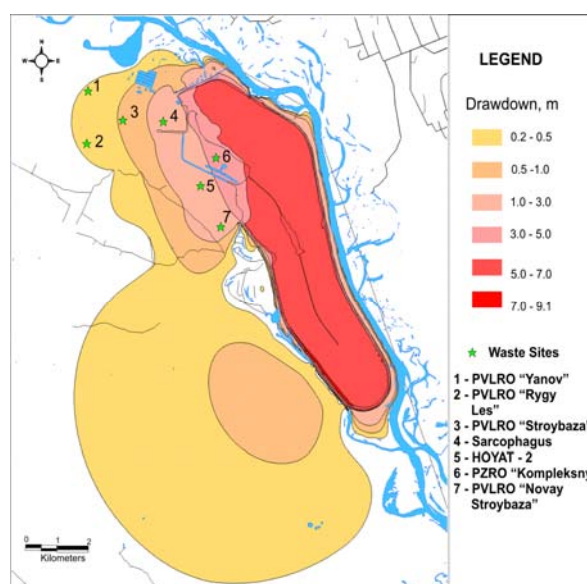 N
W E
S
1
2
3
4
5
6
7
0 1 2
Kilometers
LEGEND
Drawdown, m
0.2 - 0.5
0.5 -1.0
1.0 - 3.0
3.0 - 5.0
5.0 - 7.0
7.0 - 9.1
Waste Sites
1 - PVLRO "Yanov"
2 - PVLRO "Rygy
Les"
3 - PVLRO "Stroybaza"
4 - Sarcophagus
5 - HOYAT - 2
6 - PZRO "Kompleksny
7 - PVLRO "Novay
Stroybaza"